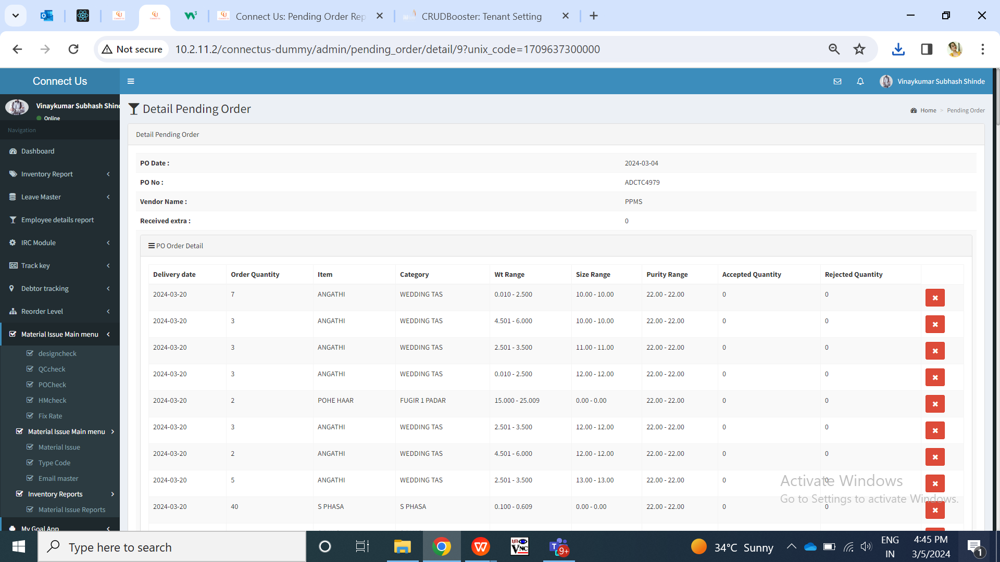 Connect Us: Pending Order Rep
CRUDBooster: Tenant Setting
Not secure
10.2.11.2/connectus-dummy/admin/pending_order/detail/9?unix_code=1709637300000
Connect Us
Vinaykumar Subhash Shinde
Vinaykumar Subhash Shind
Online
Navigation
Dashboard
Inventory Report
Leave Master
Employee details report
IRC Module
Track key
Debtor tracking
Reorder Level
Material Issue Main menu
designcheck
QCcheck
POCheck
HMcheck
Fix Rate
Material Issue Main menu
Material Issue
Type Code
Email master
Inventory Reports
Material Issue Reports
My Goal App
Detail Pending Order
Home > Pending Order
Detail Pending Order
PO Date : 2024-03-04
PO No : ADCTC4979
Vendor Name : PPMS
Received extra : 0
PO Order Detail
Delivery date Order Quantity Item Category Wt Range Size Range Purity Range Accepted Quantity Rejected Quantity
2024-03-20 7 ANGATHI WEDDING TAS 0.010 - 2.500 10.00 - 10.00 22.00 - 22.00 0 0
2024-03-20 3 ANGATHI WEDDING TAS 4.501 - 6.000 10.00 - 10.00 22.00 - 22.00 0 0
2024-03-20 3 ANGATHI WEDDING TAS 2.501 - 3.500 11.00 - 11.00 22.00 - 22.00 0 0
2024-03-20 3 ANGATHI WEDDING TAS 0.010 - 2.500 12.00 - 12.00 22.00 - 22.00 0 0
2024-03-20 2 POHE HAAR FUGIR 1 PADAR 15.000 - 25.009 0.00 - 0.00 22.00 - 22.00 0 0
2024-03-20 3 ANGATHI WEDDING TAS 2.501 - 3.500 12.00 - 12.00 22.00 - 22.00 0 0
2024-03-20 2 ANGATHI WEDDING TAS 4.501 - 6.000 12.00 - 12.00 22.00 - 22.00 0 0
2024-03-20 5 ANGATHI WEDDING TAS 2.501 - 3.500 13.00 - 13.00 22.00 - 22.00 0 0
2024-03-20 40 S PHASA S PHASA 0.100 - 0.609 0.00 - 0.00 22.00 - 22.00 0 0
Activate Windows
Go to Settings to activate Windows.
Type here to search
VNC
9+
34°C Sunny
ENG
IN
4:45 PM
3/5/2024
1